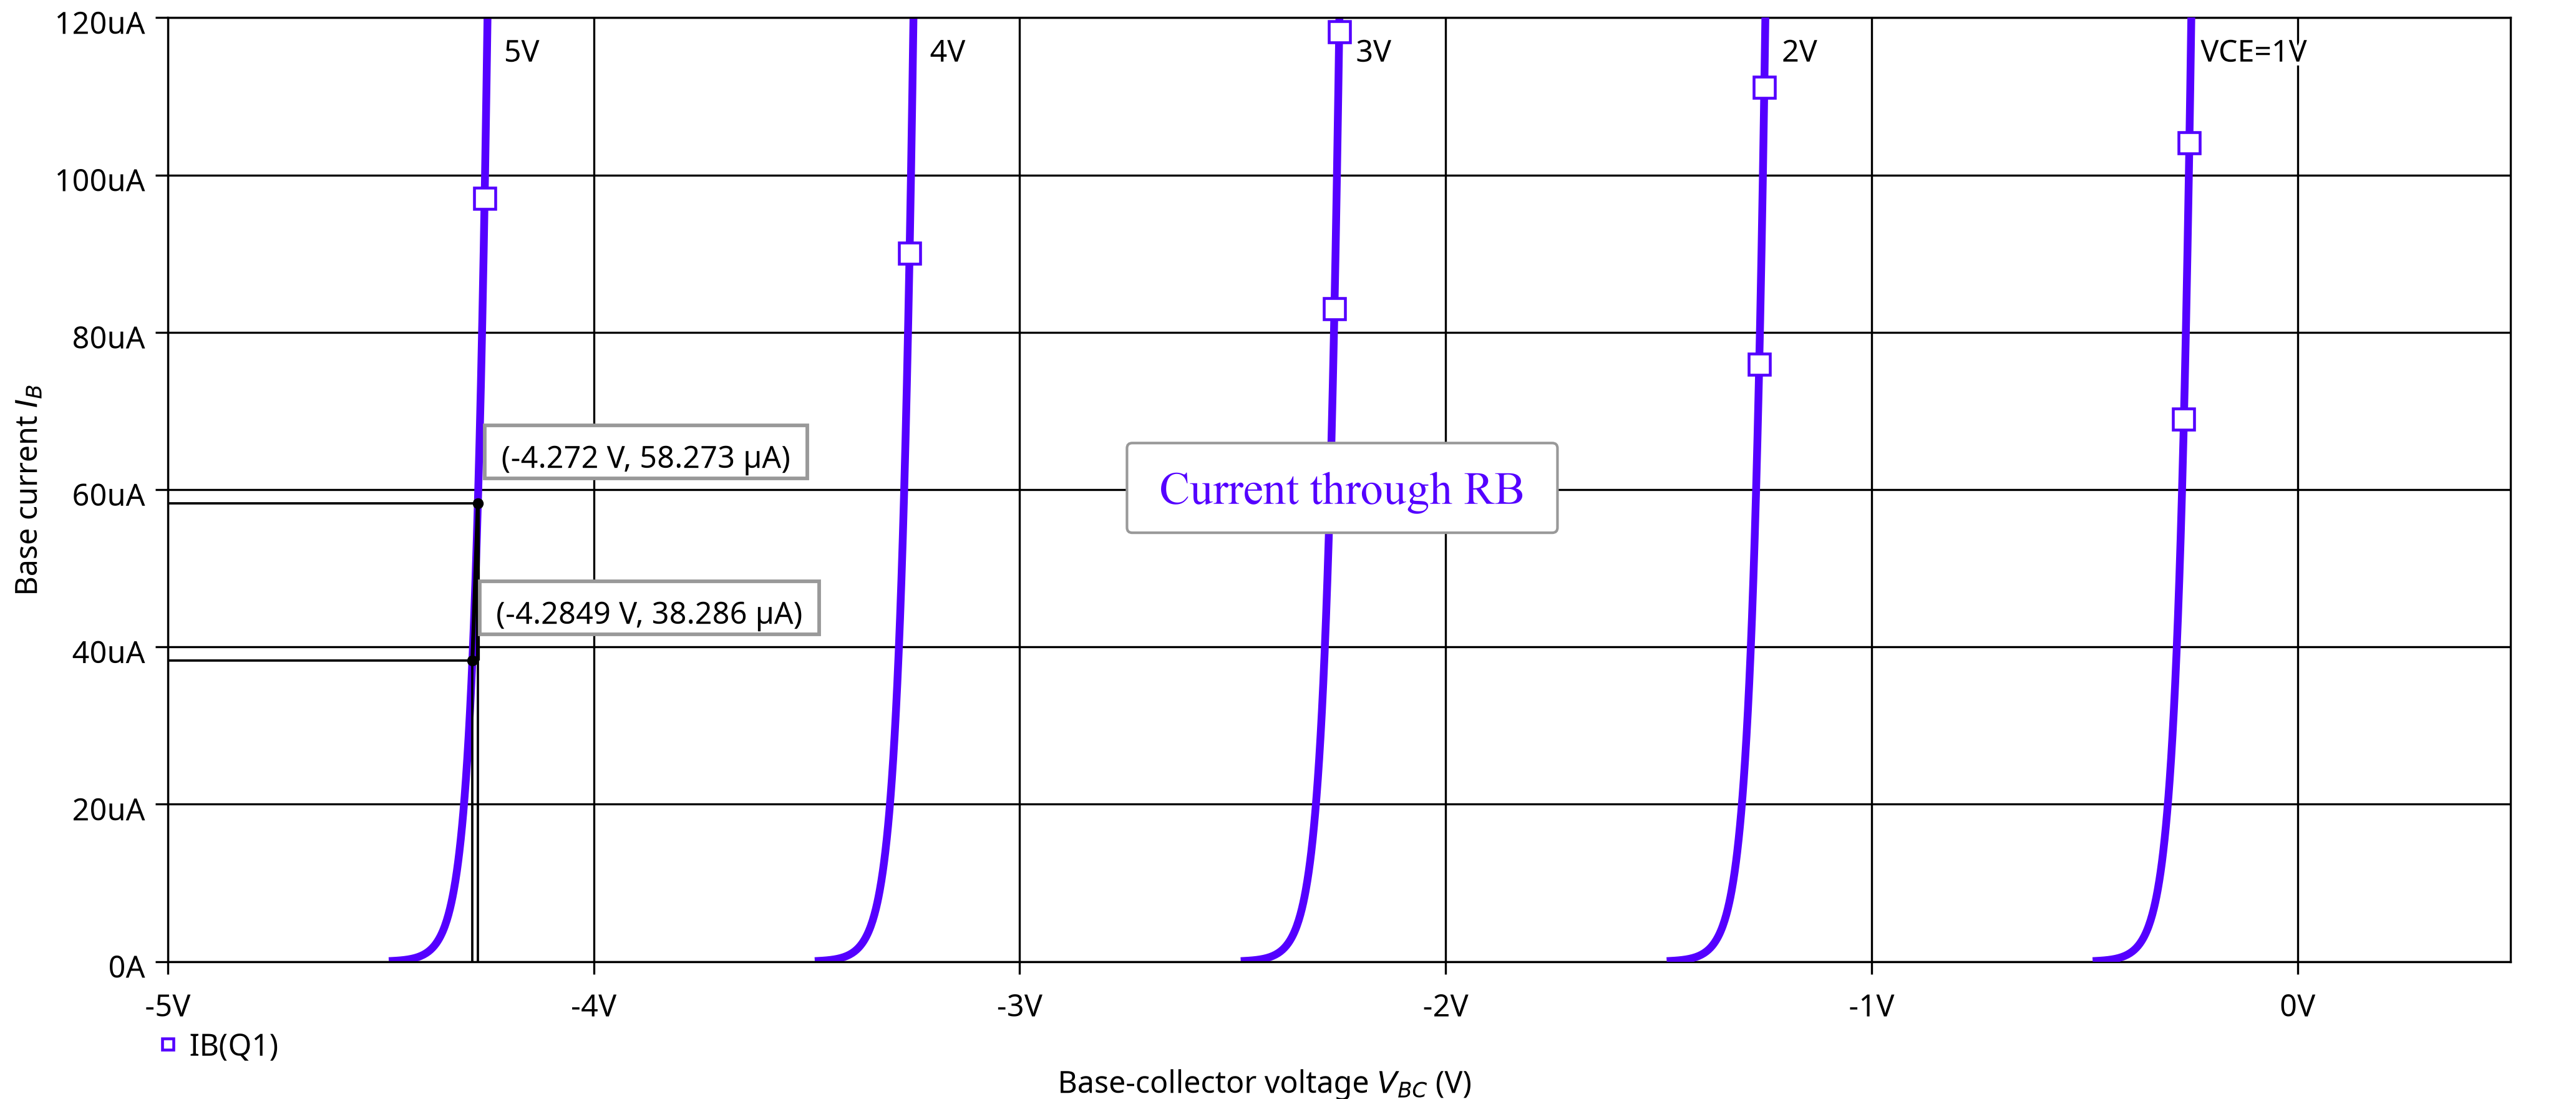 120uA
100uA
80uA
60uA
40uA
20uA
0A
Base current I_B
5V
4V
3V
2V
VCE=1V
(-4.272 V, 58.273 µA)
Current through RB
(-4.2849 V, 38.286 µA)
-5V
-4V
-3V
-2V
-1V
0V
IB(Q1)
Base-collector voltage V_BC (V)